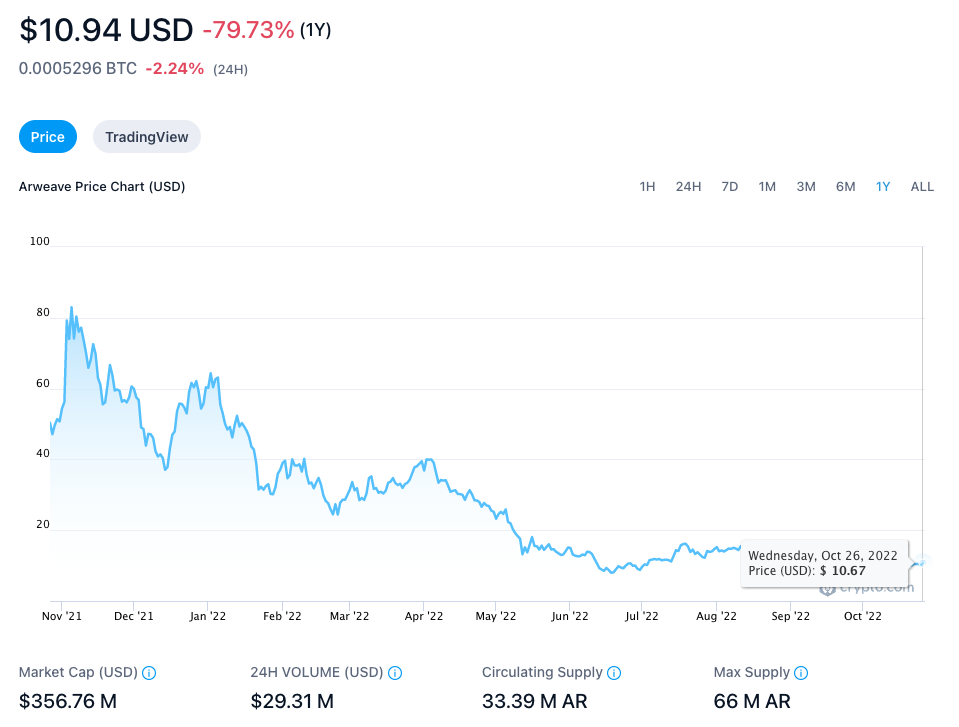 $10.94 USD -79.73% (1Y)
0.0005296 BTC -2.24% (24H)
Price TradingView
Arweave Price Chart (USD) 1H 24H 7D 1M 3M 6M 1Y ALL
100
80
60
40
20
Wednesday, Oct 26, 2022
Price (USD): $ 10.67
crypto.com
Nov '21 Dec '21 Jan '22 Feb '22 Mar '22 Apr '22 May '22 Jun '22 Jul '22 Aug '22 Sep '22 Oct '22
Market Cap (USD) 24H VOLUME (USD) Circulating Supply Max Supply
$356.76 M $29.31 M 33.39 M AR 66 M AR